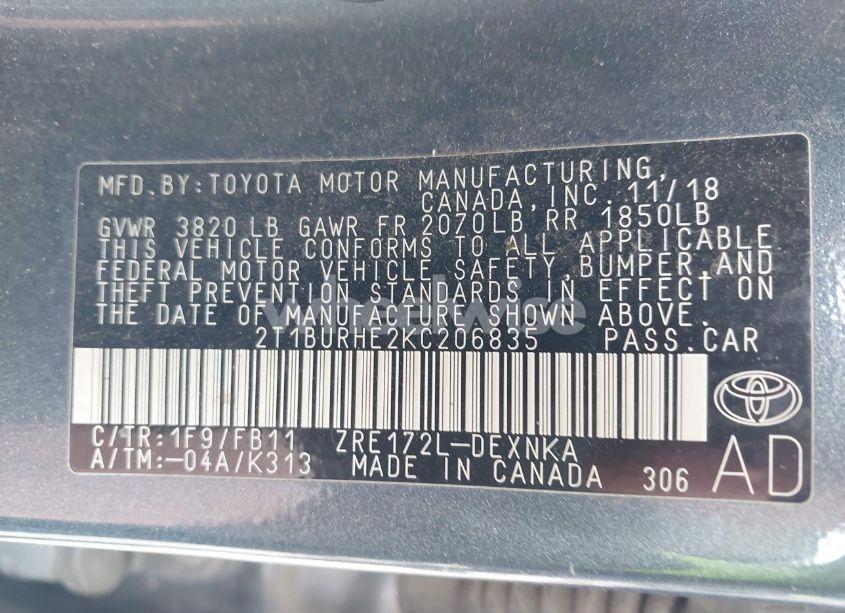 MFD.BY:TOYOTA MOTOR MANUFACTURING,
CANADA,INC. 11/18
GVWR 3820 LB GAWR FR 2070LB,RR 1850LB
THIS VEHICLE CONFORMS TO ALL APPLICABLE
FEDERAL MOTOR VEHICLE SAFETY,BUMPER,AND
THEFT PREVENTION STANDARDS IN EFFECT ON
THE DATE OF MANUFACTURE SHOWN ABOVE.
2T1BURHE2KC206835 PASS.CAR
C/TR:1F9/FB11 ZRE172L-DEXNKA
A/TM:-04A/K313 MADE IN CANADA 306 AD